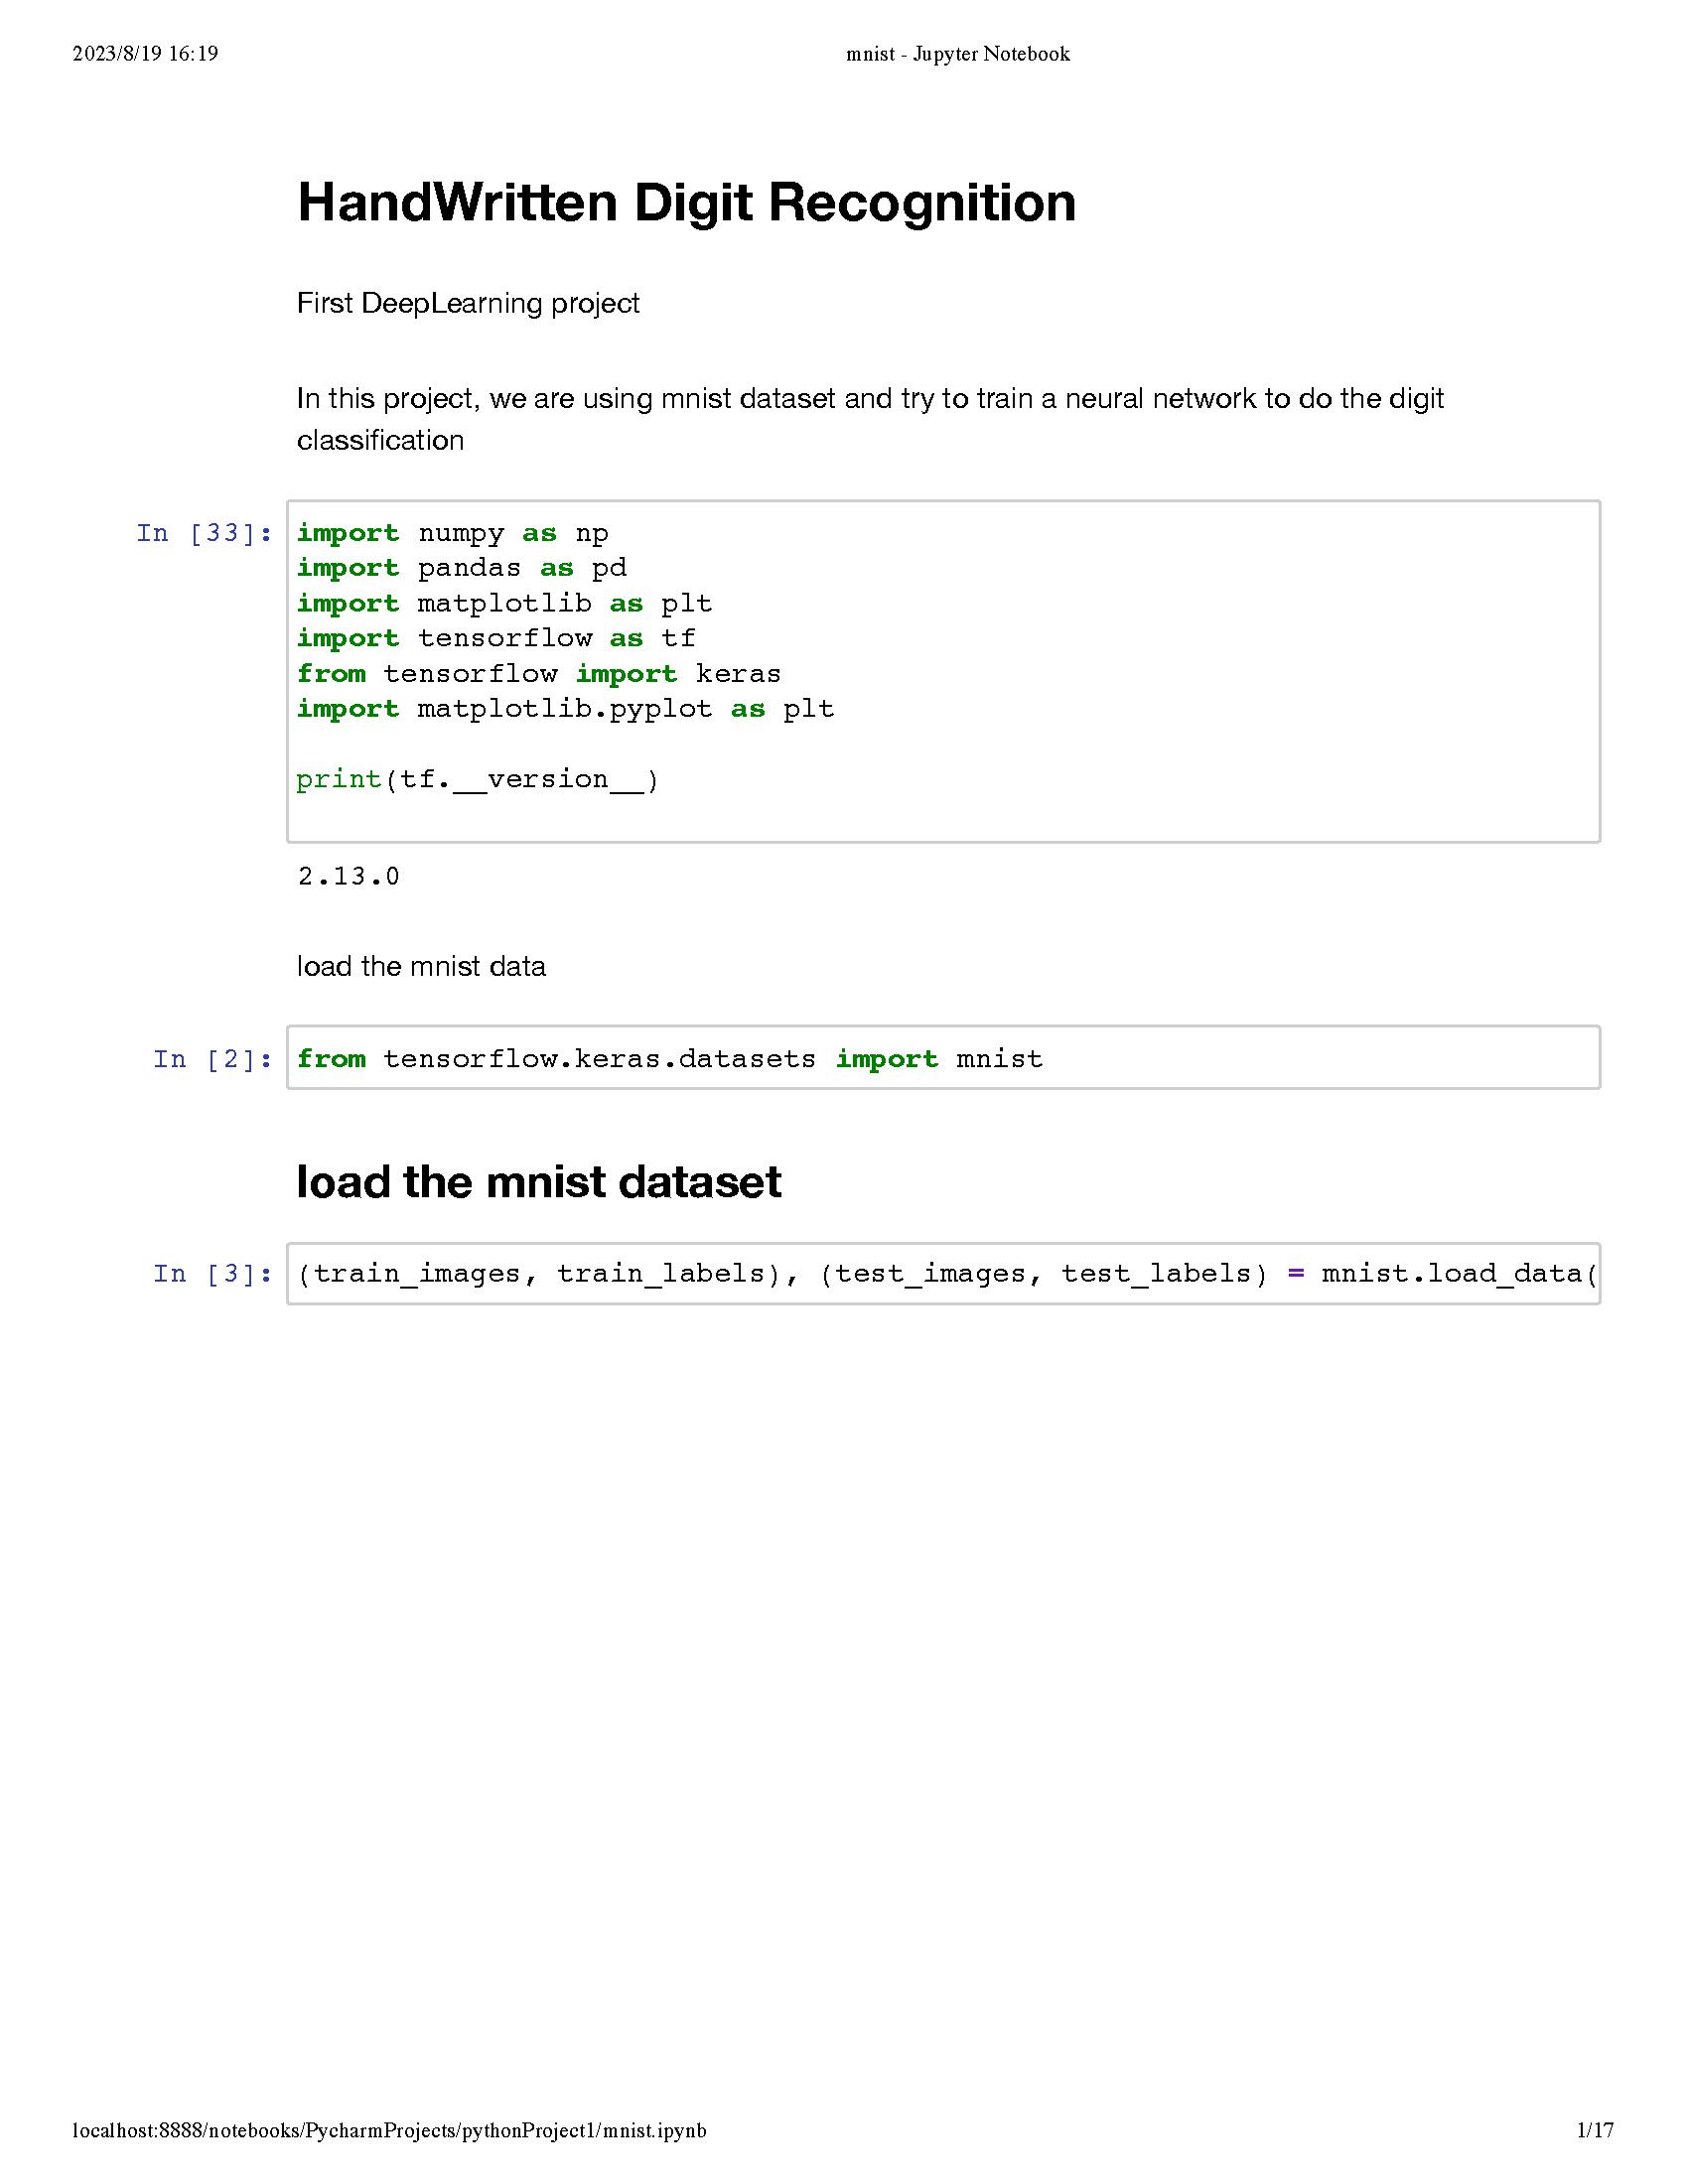 2023/8/19 16:19
mnist - Jupyter Notebook
HandWritten Digit Recognition
First DeepLearning project
In this project, we are using mnist dataset and try to train a neural network to do the digit
classification
In [33]:
import numpy as np
import pandas as pd
import matplotlib as plt
import tensorflow as tf
from tensorflow import keras
import matplotlib.pyplot as plt
print(tf.__version__)
2.13.0
load the mnist data
In [2]:
from tensorflow.keras.datasets import mnist
load the mnist dataset
In [3]:
(train_images, train_labels), (test_images, test_labels) = mnist.load_data(
localhost:8888/notebooks/PycharmProjects/pythonProject1/mnist.ipynb
1/17